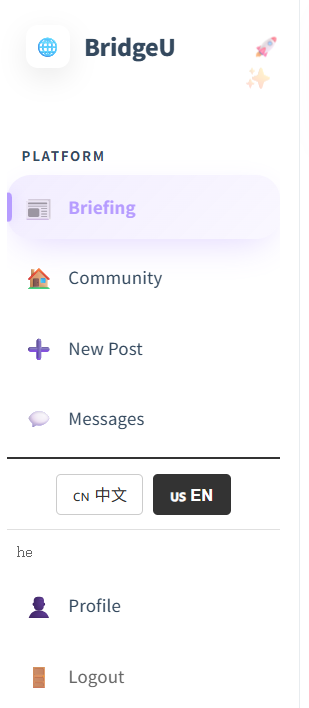 BridgeU
PLATFORM
Briefing
Community
New Post
Messages
CN 中文
us EN
he
Profile
Logout